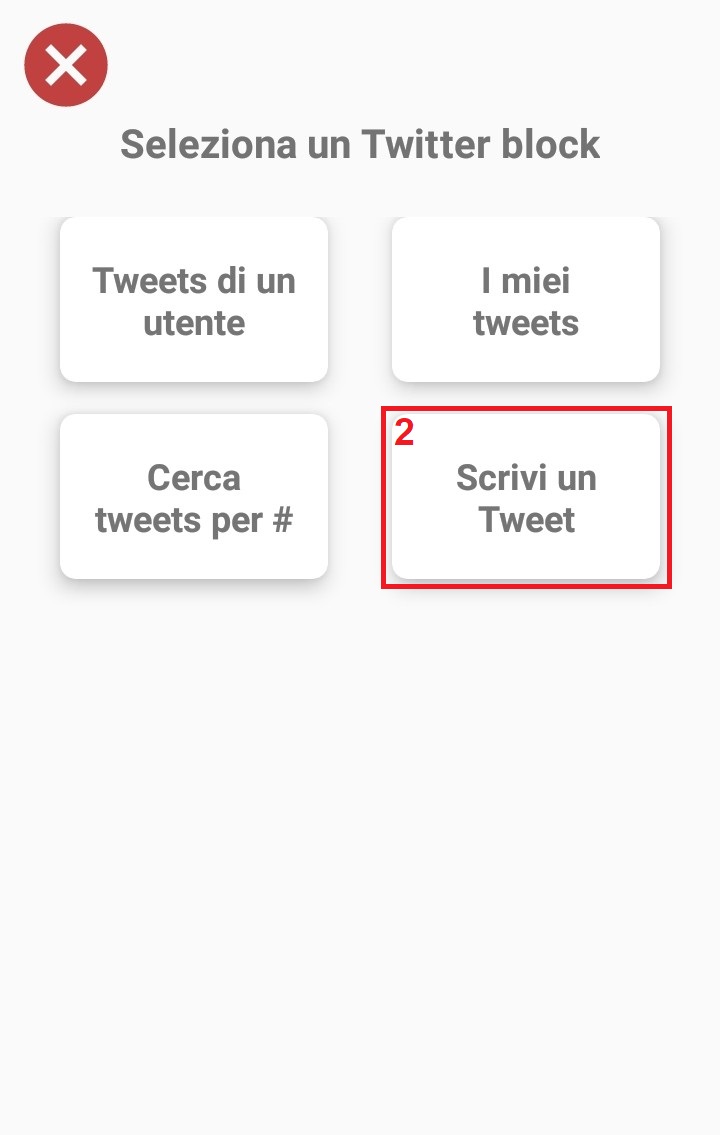 Seleziona un Twitter block
Tweets di un
utente
I miei
tweets
Cerca
tweets per #
2
Scrivi un
Tweet